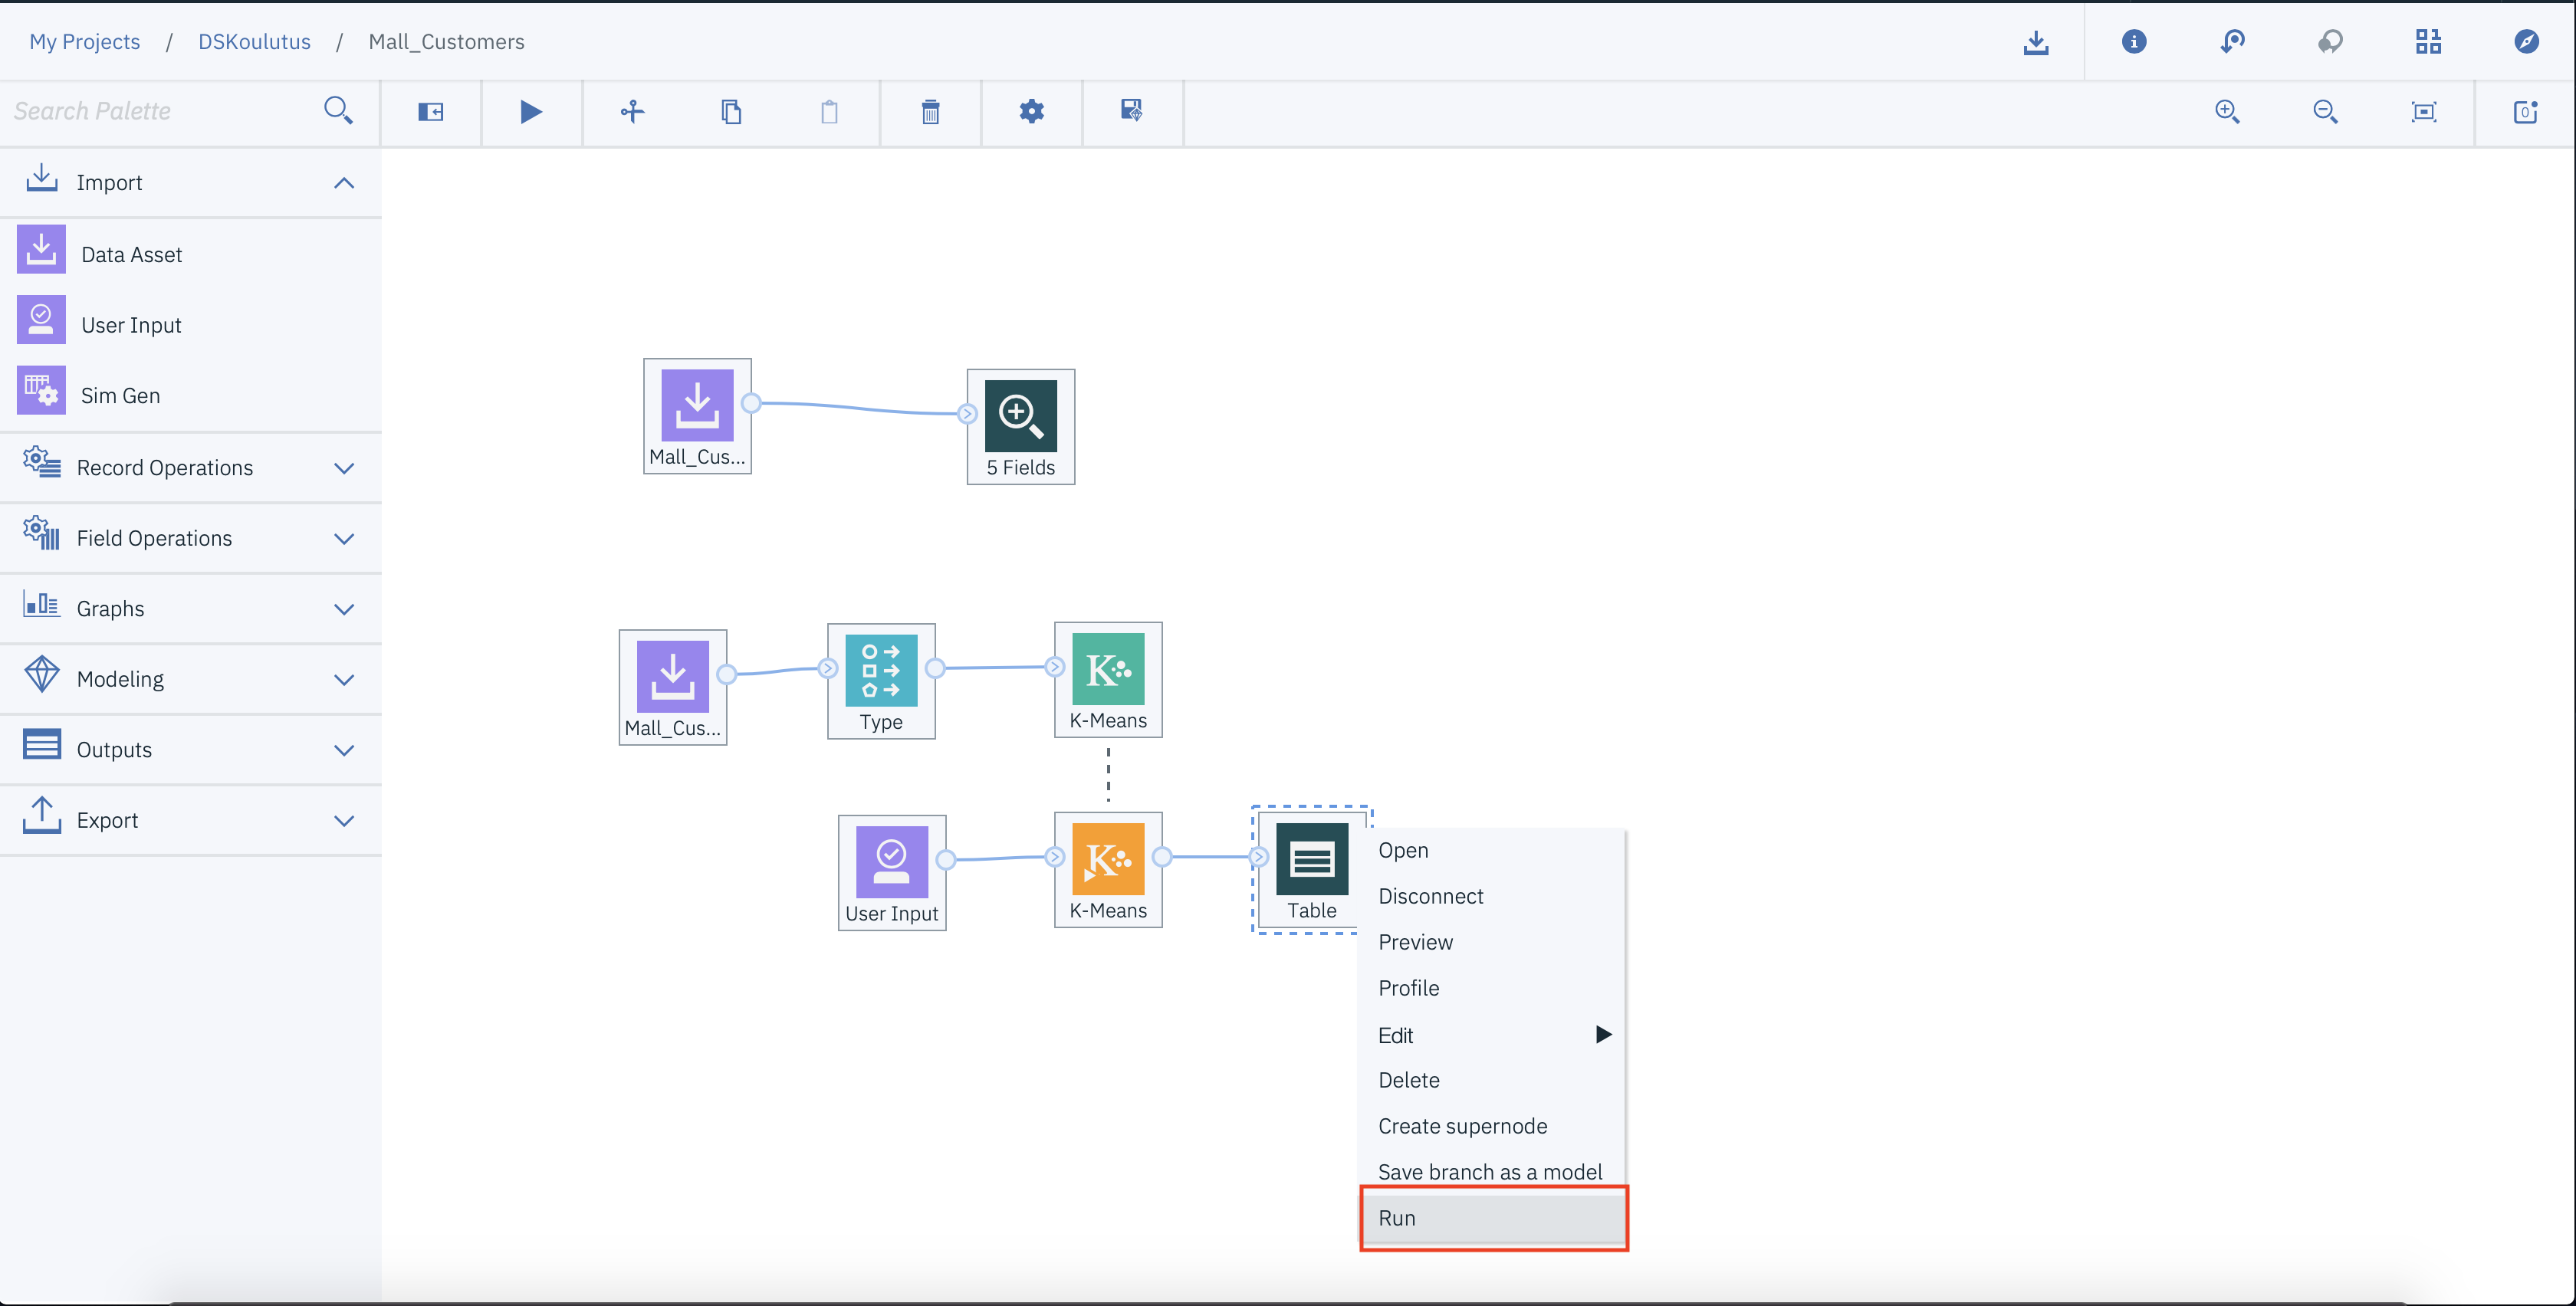 My Projects / DSKoulutus / Mall_Customers
Search Palette
Import
Data Asset
User Input
Sim Gen
Record Operations
Field Operations
Graphs
Modeling
Outputs
Export
Mall_Cus...
5 Fields
Mall_Cus...
Type
K-Means
User Input
K-Means
Table
Open
Disconnect
Preview
Profile
Edit
Delete
Create supernode
Save branch as a model
Run